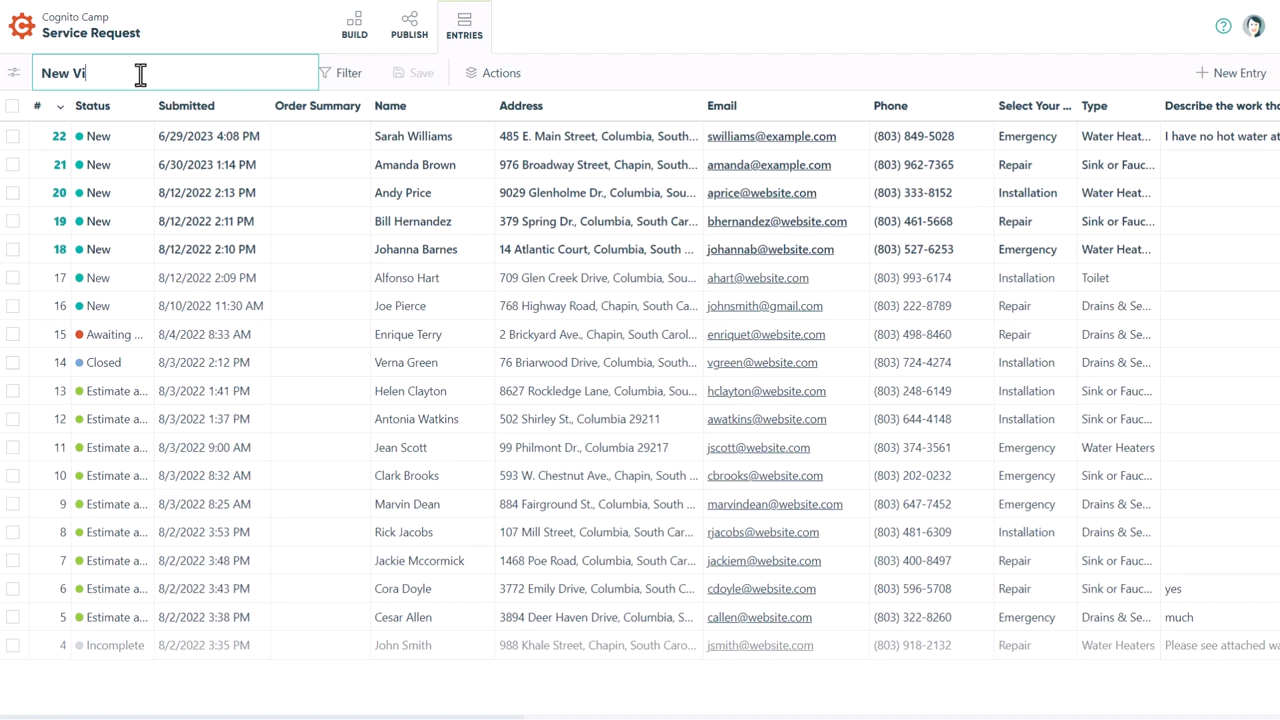 Cognito Camp
Service Request
BUILD
PUBLISH
ENTRIES
New Vi
Filter
Save
Actions
New Entry
# Status Submitted Order Summary Name Address Email Phone Select Your ... Type Describe the work tha
22 New 6/29/2023 4:08 PM Sarah Williams 485 E. Main Street, Columbia, South... swilliams@example.com (803) 849-5028 Emergency Water Heat... I have no hot water at
21 New 6/30/2023 1:14 PM Amanda Brown 976 Broadway Street, Chapin, South... amanda@example.com (803) 962-7365 Repair Sink or Fauc...
20 New 8/12/2022 2:13 PM Andy Price 9029 Glenholme Dr., Columbia, Sou... aprice@website.com (803) 333-8152 Installation Water Heat...
19 New 8/12/2022 2:11 PM Bill Hernandez 379 Spring Dr., Columbia, South Car... bhernandez@website.com (803) 461-5668 Repair Sink or Fauc...
18 New 8/12/2022 2:10 PM Johanna Barnes 14 Atlantic Court, Columbia, South ... johannab@website.com (803) 527-6253 Emergency Water Heat...
17 New 8/12/2022 2:09 PM Alfonso Hart 709 Glen Creek Drive, Columbia, Sou... ahart@website.com (803) 993-6174 Installation Toilet
16 New 8/10/2022 11:30 AM Joe Pierce 768 Highway Road, Chapin, South Ca... johnsmith@gmail.com (803) 222-8789 Repair Drains & Se...
15 Awaiting ... 8/4/2022 8:33 AM Enrique Terry 2 Brickyard Ave., Chapin, South Carol... enriquet@website.com (803) 498-8460 Repair Drains & Se...
14 Closed 8/3/2022 2:12 PM Verna Green 76 Briarwood Drive, Columbia, South... vgreen@website.com (803) 724-4274 Installation Drains & Se...
13 Estimate a... 8/3/2022 1:41 PM Helen Clayton 8627 Rockledge Lane, Columbia, Sou... hclayton@website.com (803) 248-6149 Installation Sink or Fauc...
12 Estimate a... 8/3/2022 1:37 PM Antonia Watkins 502 Shirley St., Columbia 29211 awatkins@website.com (803) 644-4148 Installation Sink or Fauc...
11 Estimate a... 8/3/2022 9:00 AM Jean Scott 99 Philmont Dr., Columbia 29217 jscott@website.com (803) 374-3561 Emergency Water Heaters
10 Estimate a... 8/3/2022 8:32 AM Clark Brooks 593 W. Chestnut Ave., Chapin, South ... cbrooks@website.com (803) 202-0232 Emergency Drains & Se...
9 Estimate a... 8/3/2022 8:25 AM Marvin Dean 884 Fairground St., Columbia, South ... marvindean@website.com (803) 647-7452 Emergency Drains & Se...
8 Estimate a... 8/2/2022 3:53 PM Rick Jacobs 107 Mill Street, Columbia, South Car... rjacobs@website.com (803) 481-6309 Installation Drains & Se...
7 Estimate a... 8/2/2022 3:48 PM Jackie Mccormick 1468 Poe Road, Columbia, South Car... jackiem@website.com (803) 400-8497 Repair Sink or Fauc...
6 Estimate a... 8/2/2022 3:43 PM Cora Doyle 3772 Emily Drive, Columbia, South C... cdoyle@website.com (803) 596-5708 Repair Sink or Fauc... yes
5 Estimate a... 8/2/2022 3:38 PM Cesar Allen 3894 Deer Haven Drive, Columbia, S... callen@website.com (803) 322-8260 Emergency Drains & Se... much
4 Incomplete 8/2/2022 3:35 PM John Smith 988 Khale Street, Chapin, South Caro... jsmith@website.com (803) 918-2132 Repair Water Heaters Please see attached wa